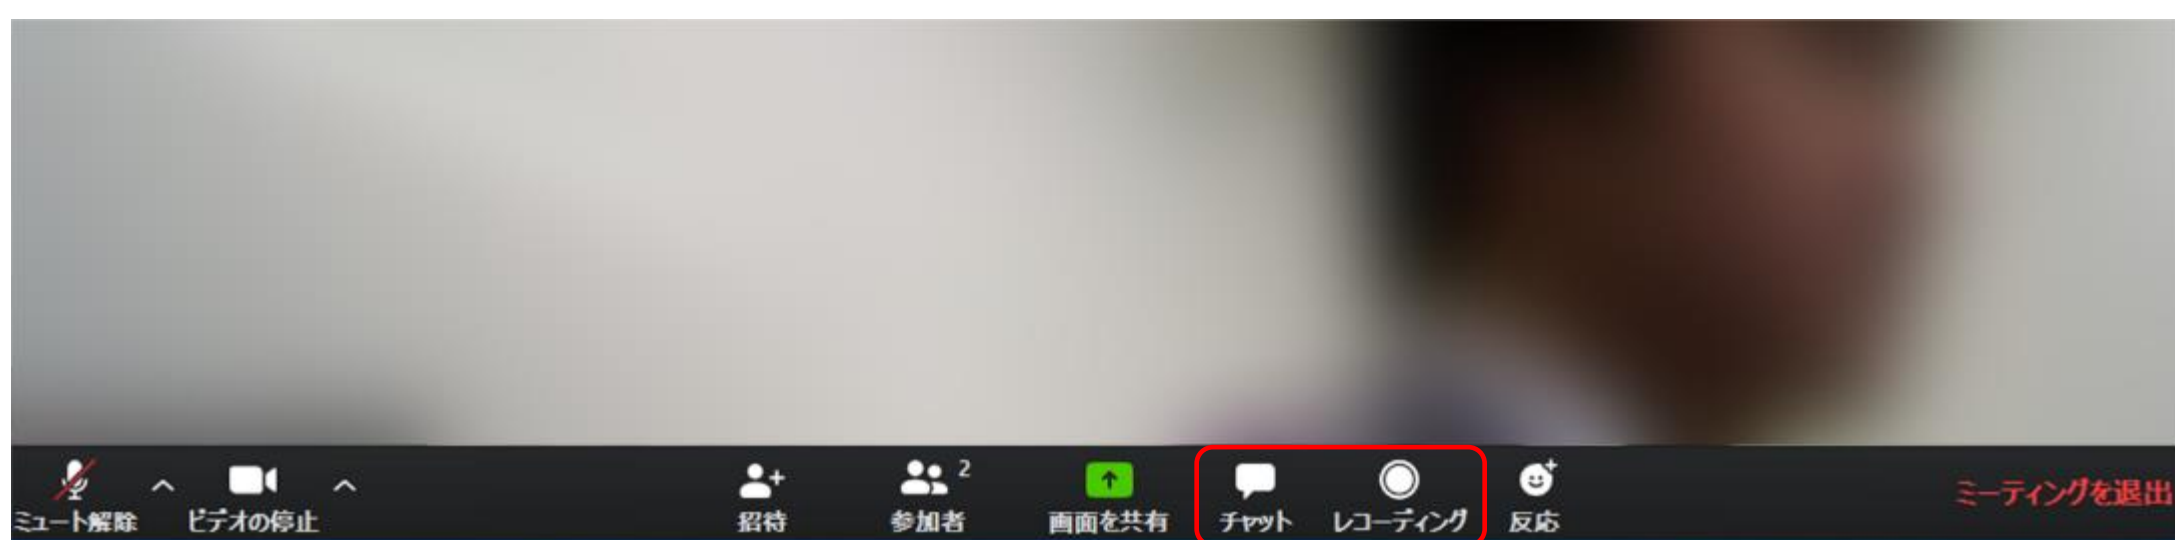 ミュート解除
ビデオの停止
招待
参加者
2
画面を共有
チャット
レコーディング
反応
ミーティングを退出